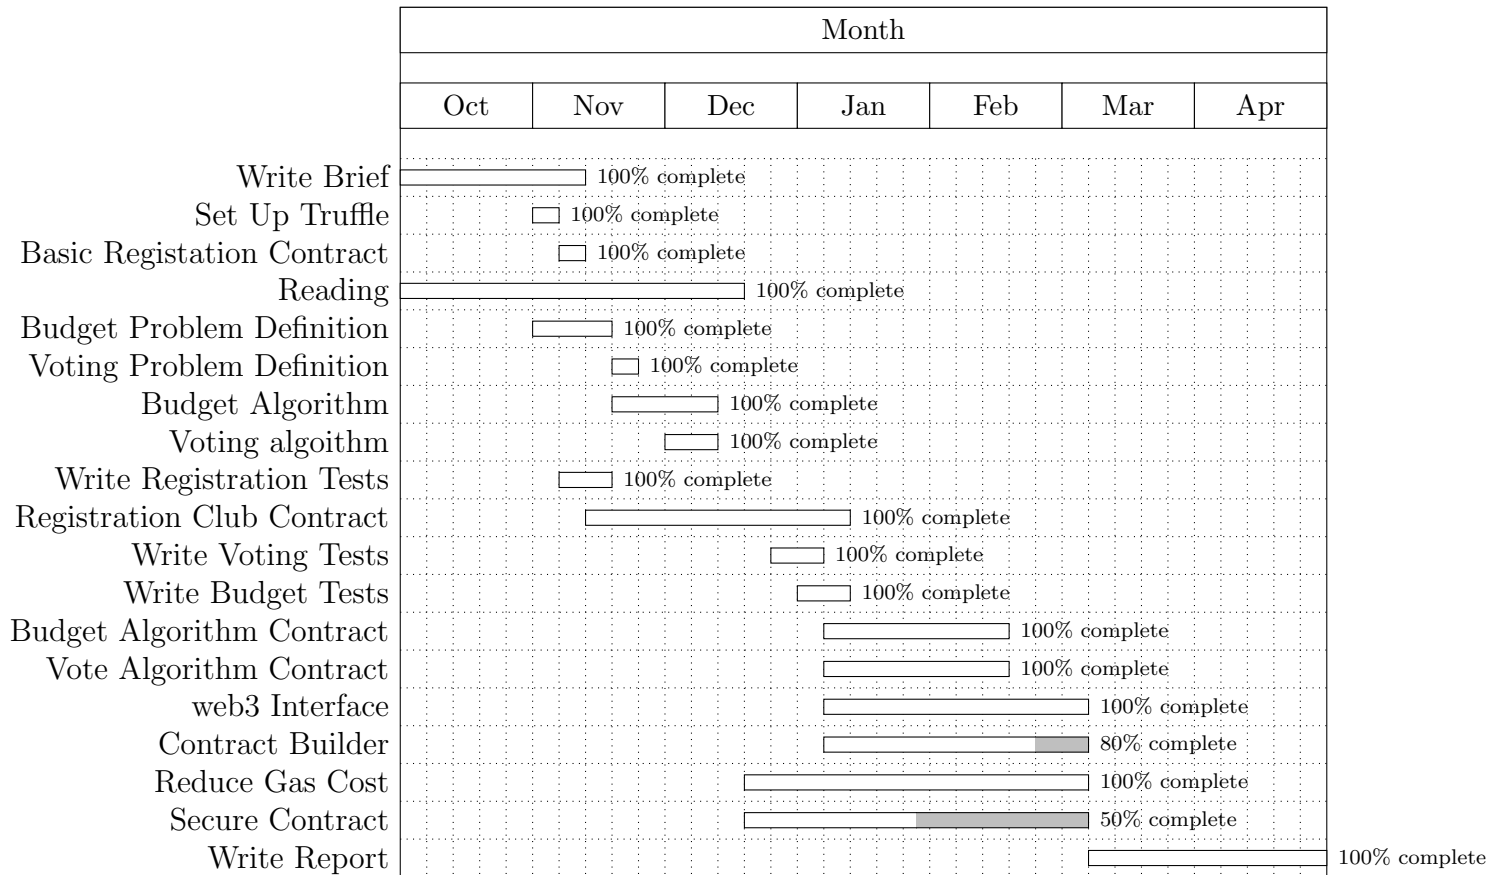 Month
Oct Nov Dec Jan Feb Mar Apr
Write Brief 100% complete
Set Up Truffle 100% complete
Basic Registation Contract 100% complete
Reading 100% complete
Budget Problem Definition 100% complete
Voting Problem Definition 100% complete
Budget Algorithm 100% complete
Voting algoithm 100% complete
Write Registration Tests 100% complete
Registration Club Contract 100% complete
Write Voting Tests 100% complete
Write Budget Tests 100% complete
Budget Algorithm Contract 100% complete
Vote Algorithm Contract 100% complete
web3 Interface 100% complete
Contract Builder 80% complete
Reduce Gas Cost 100% complete
Secure Contract 50% complete
Write Report 100% complete